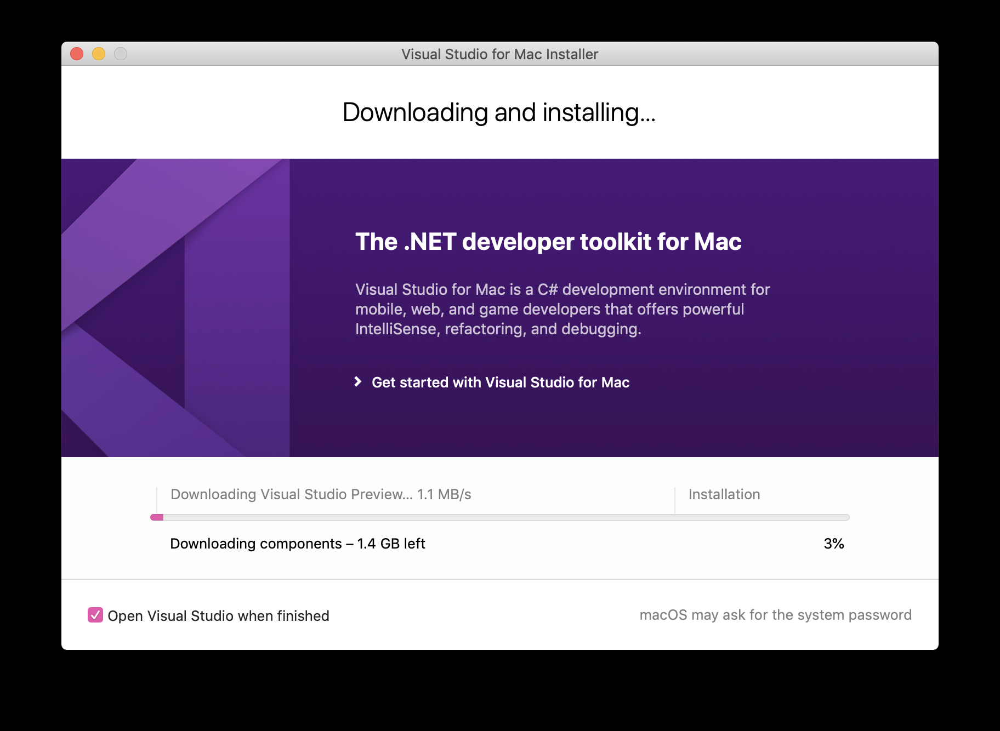 Visual Studio for Mac Installer
Downloading and installing...
The .NET developer toolkit for Mac
Visual Studio for Mac is a C# development environment for
mobile, web, and game developers that offers powerful
IntelliSense, refactoring, and debugging.
Get started with Visual Studio for Mac
Downloading Visual Studio Preview... 1.1 MB/s
Installation
Downloading components – 1.4 GB left
3%
Open Visual Studio when finished
macOS may ask for the system password